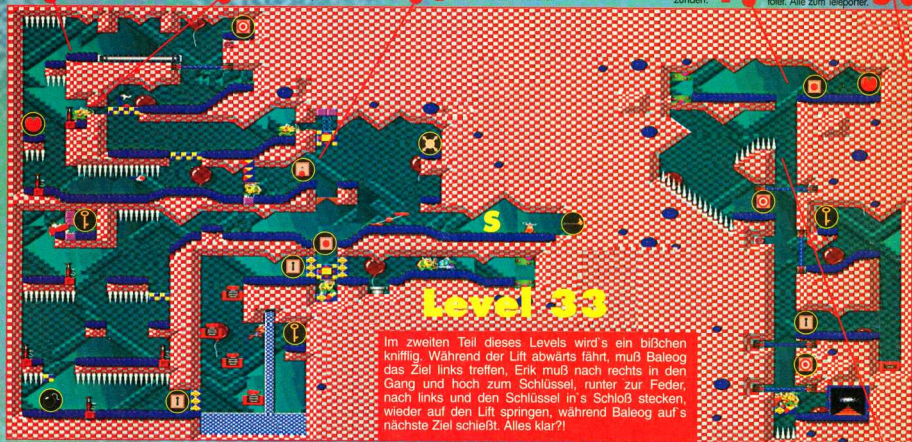 zünden.
foler. Alle zum Teleporter.
S
Level 33
Im zweiten Teil dieses Levels wird`s ein bißchen
knifflig. Während der Lift abwärts fährt, muß Baleog
das Ziel links treffen, Erik muß nach rechts in den
Gang und hoch zum Schlüssel, runter zur Feder,
nach links und den Schlüssel in`s Schloß stecken,
wieder auf den Lift springen, während Baleog auf`s
nächste Ziel schießt. Alles klar?!